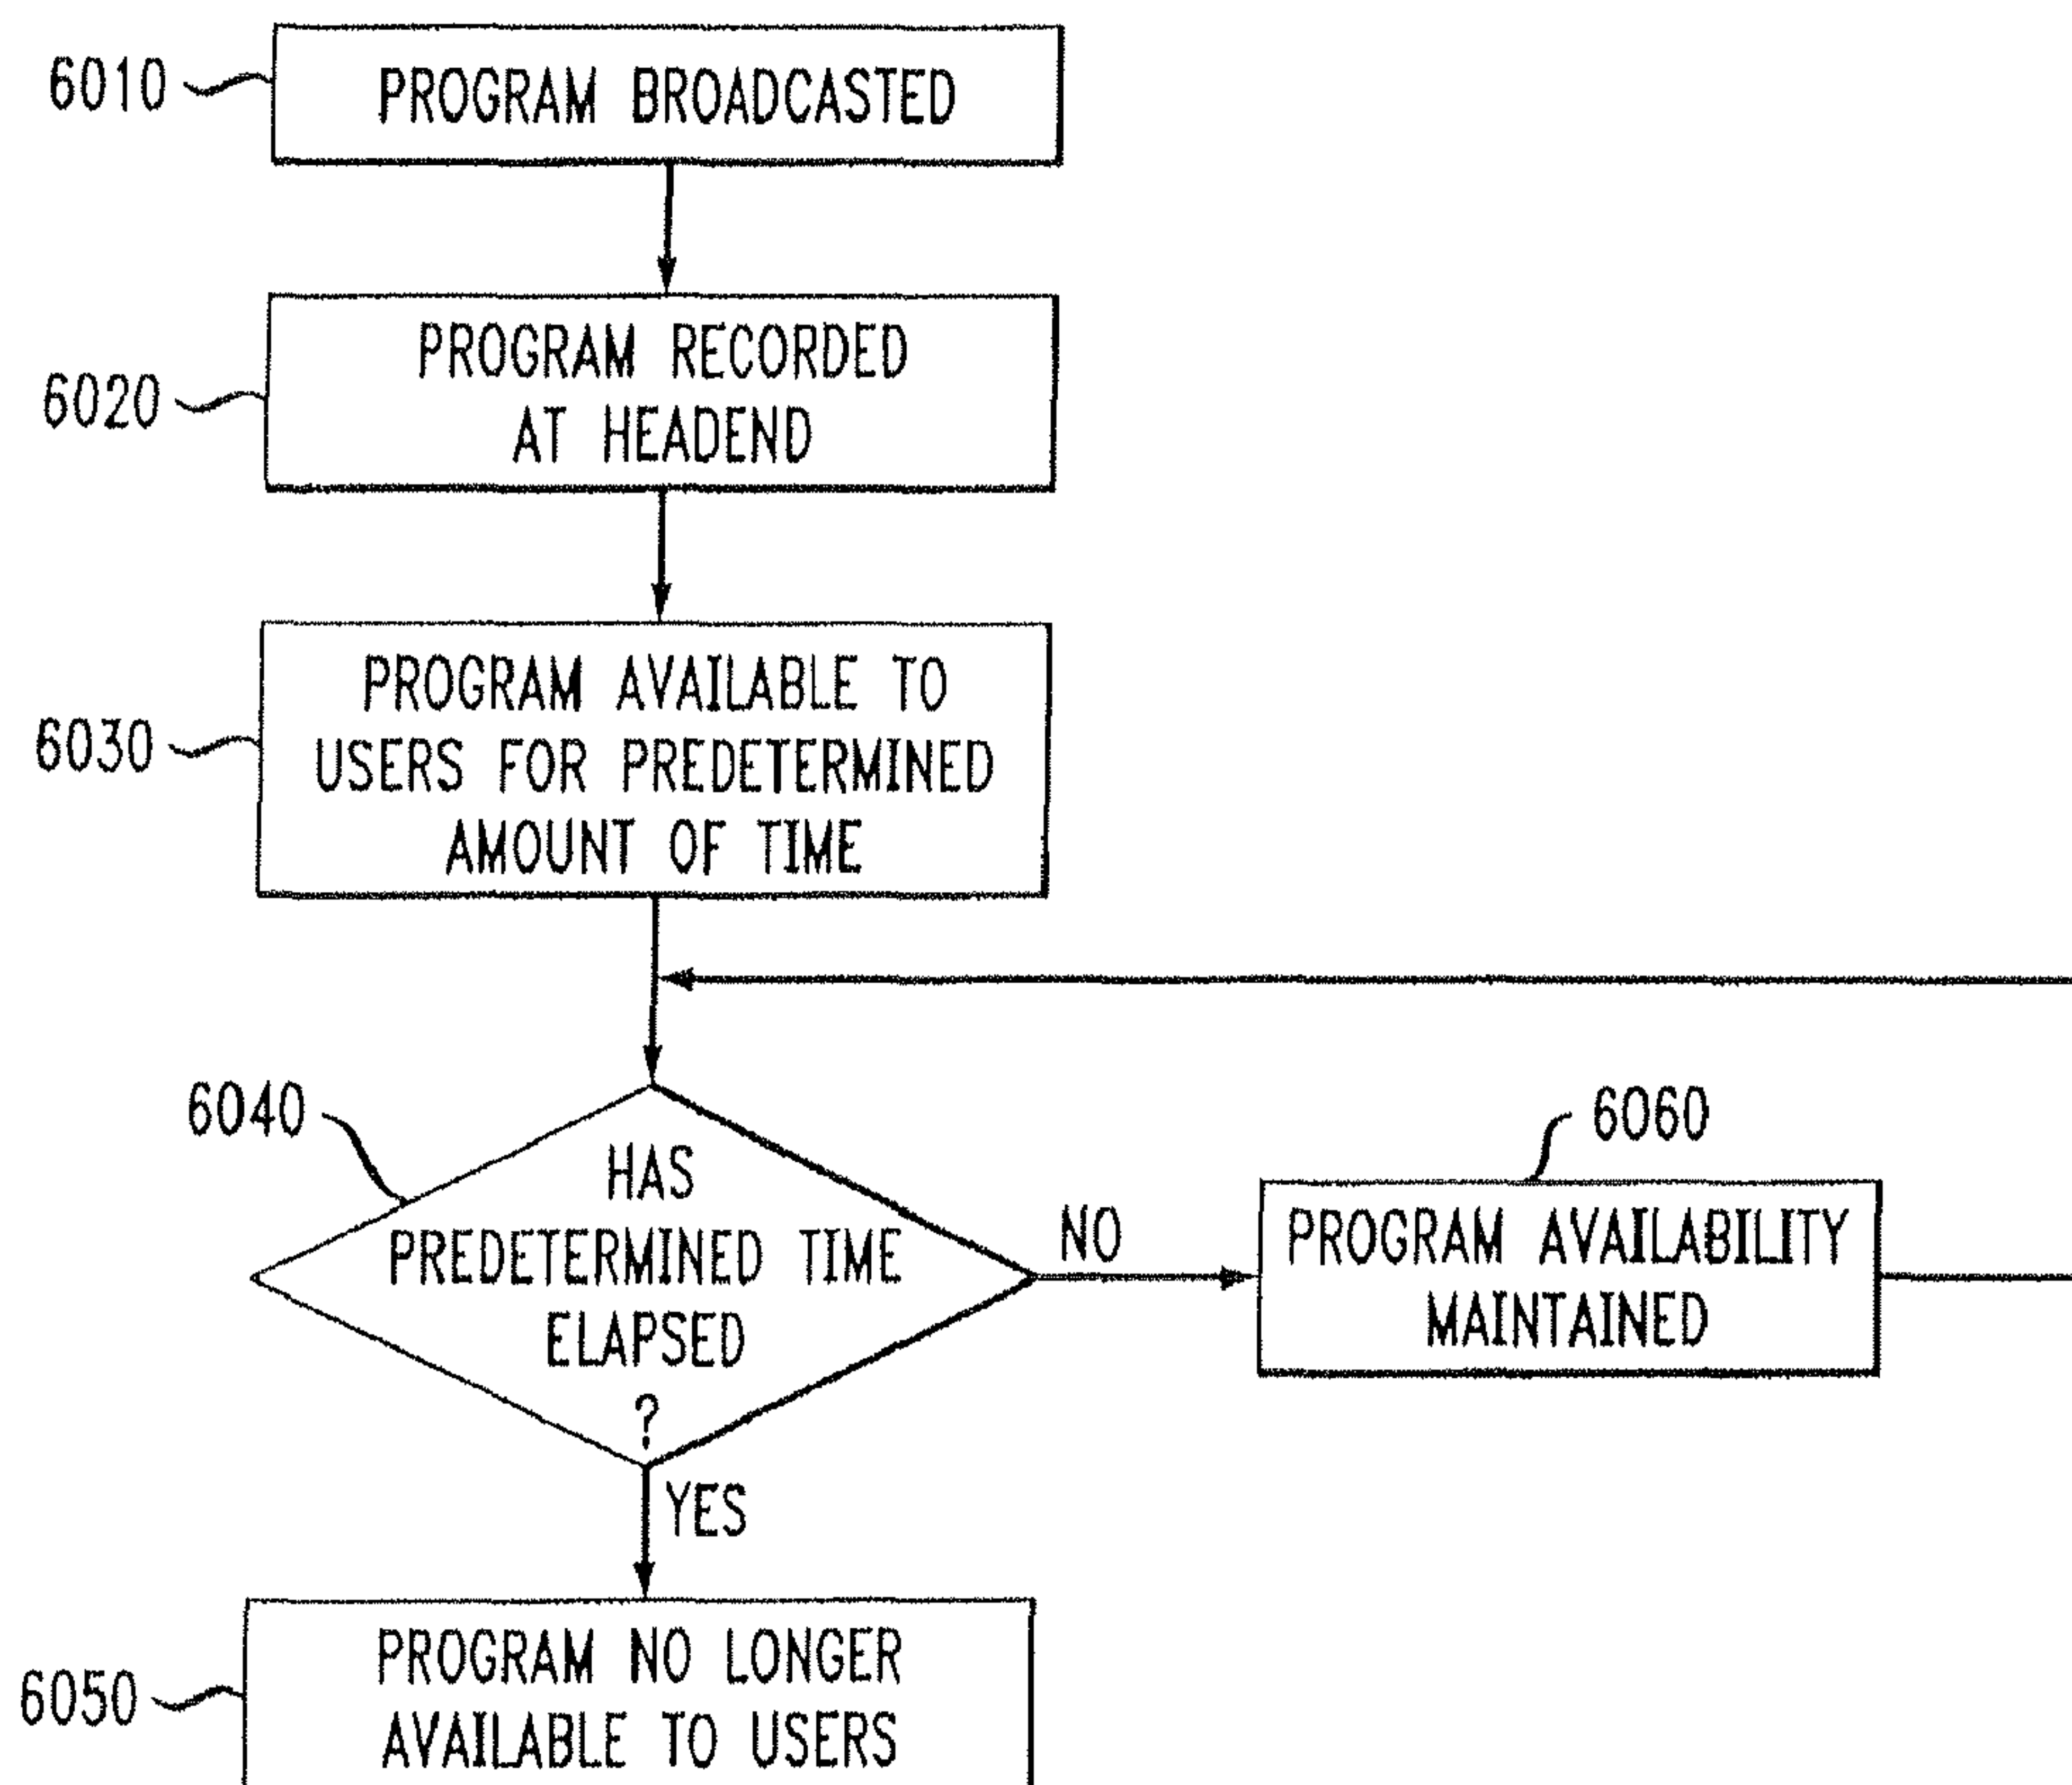 6010
PROGRAM BROADCASTED
6020
PROGRAM RECORDED
AT HEADEND
6030
PROGRAM AVAILABLE TO
USERS FOR PREDETERMINED
AMOUNT OF TIME
6040
HAS
PREDETERMINED TIME
ELAPSED
?
NO
6060
PROGRAM AVAILABILITY
MAINTAINED
YES
6050
PROGRAM NO LONGER
AVAILABLE TO USERS